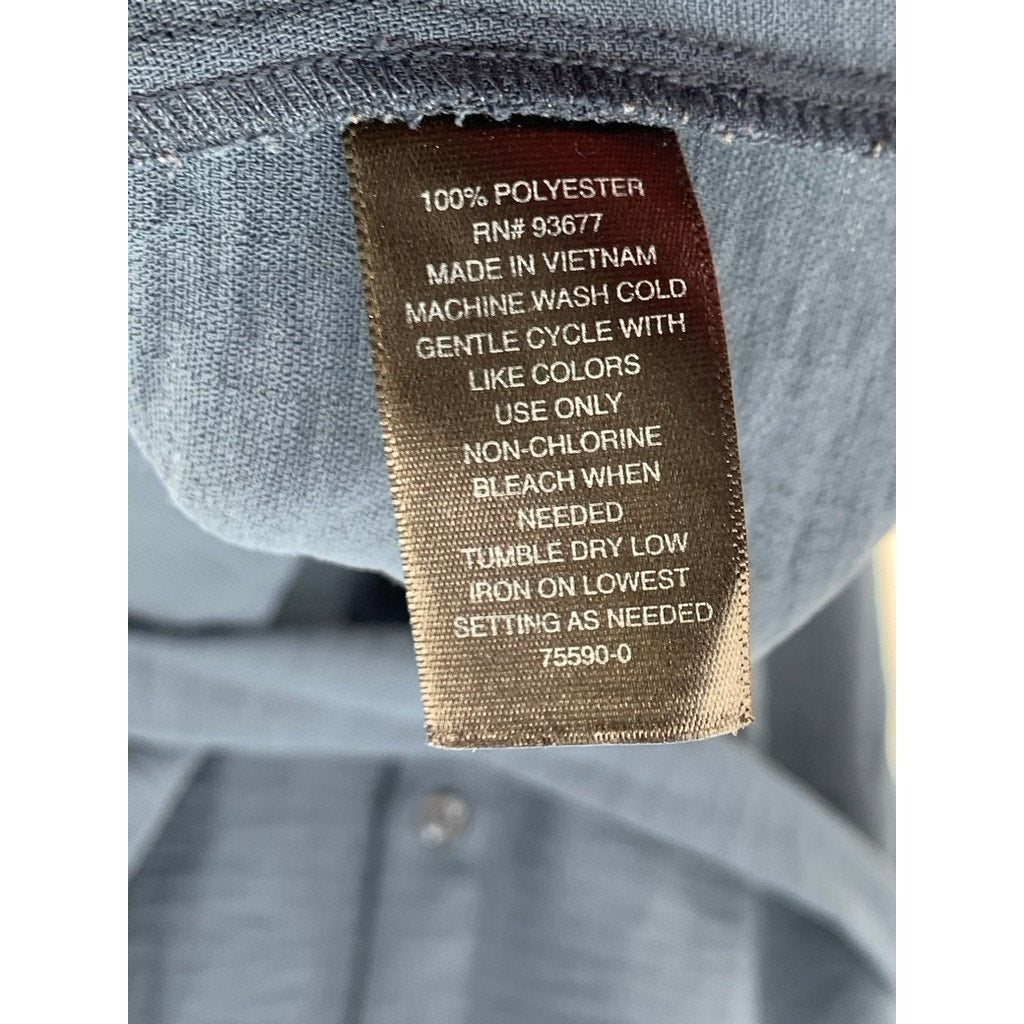 100% POLYESTER
RN# 93677
MADE IN VIETNAM
MACHINE WASH COLD
GENTLE CYCLE WITH
LIKE COLORS
USE ONLY
NON-CHLORINE
BLEACH WHEN
NEEDED
TUMBLE DRY LOW
IRON ON LOWEST
SETTING AS NEEDED
75590-0